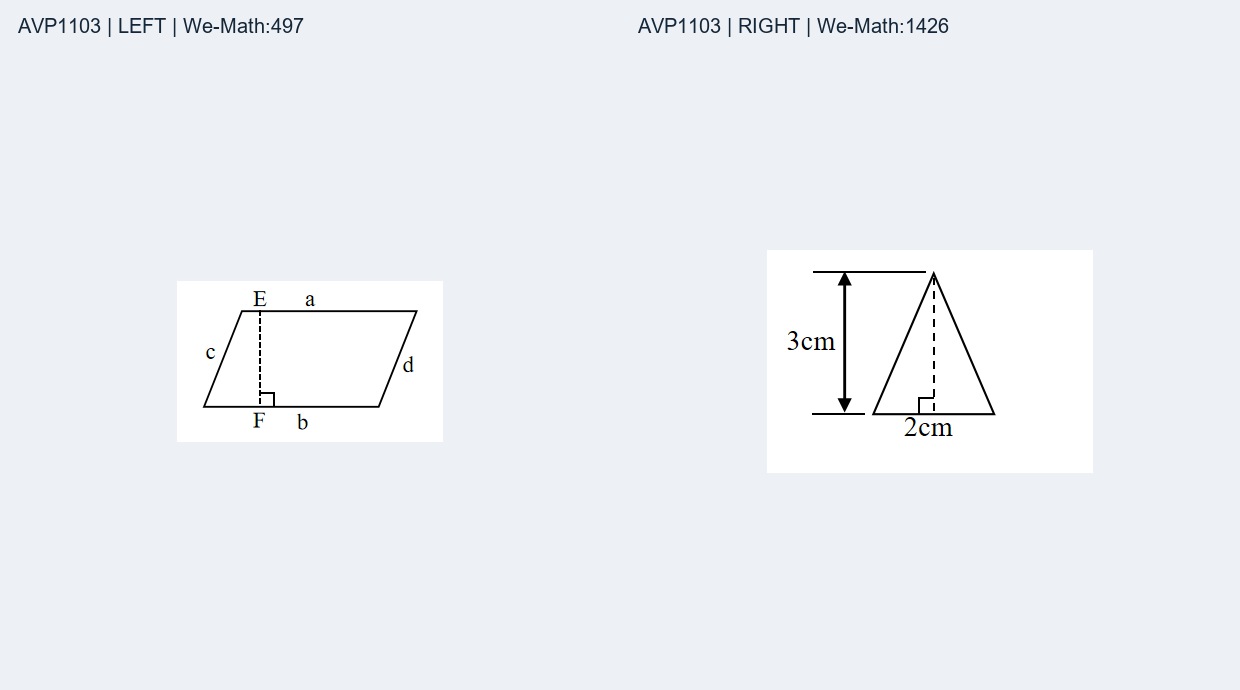 AVP1103 | LEFT | We-Math:497
E a
c
d
F b
AVP1103 | RIGHT | We-Math:1426
3cm
2cm